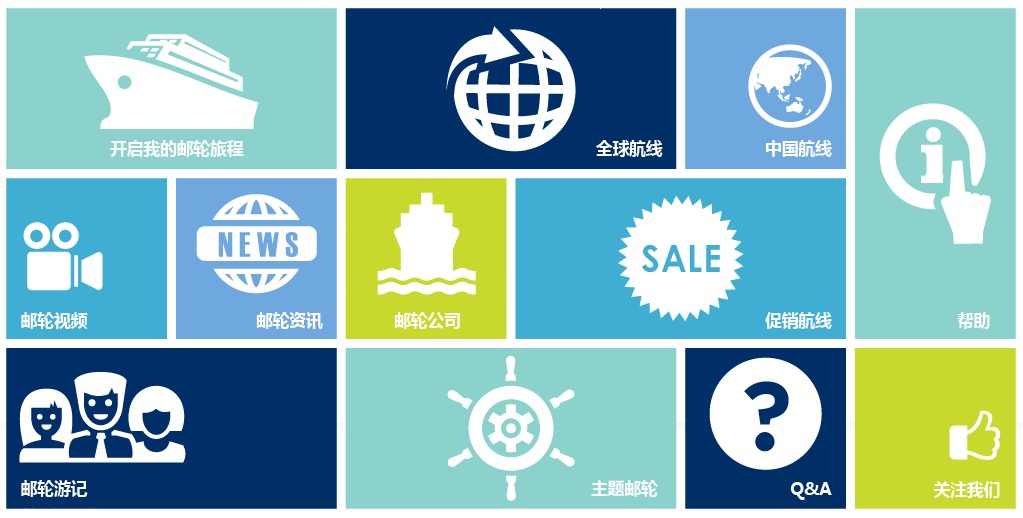 开启我的邮轮旅程
全球航线
中国航线
i
帮助
邮轮视频
NEWS
邮轮资讯
邮轮公司
SALE
促销航线
邮轮游记
主题邮轮
?
Q&A
关注我们